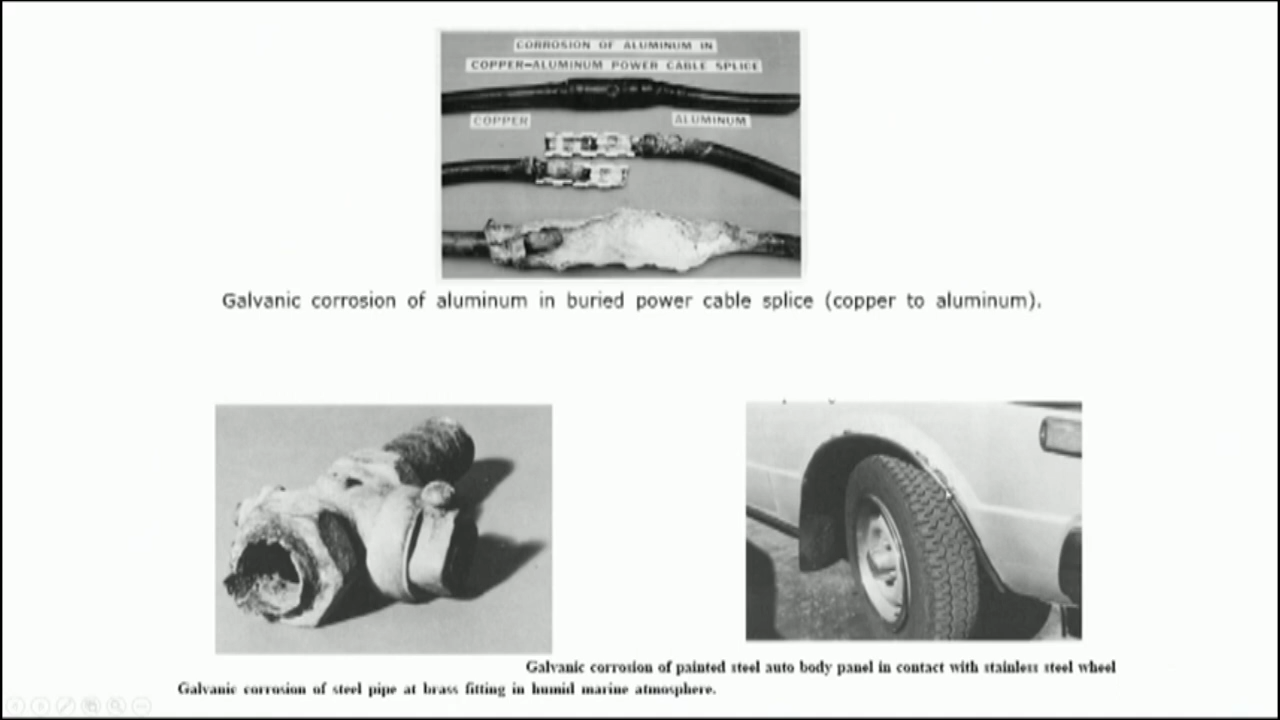 CORROSION OF ALUMINUM IN
COPPER-ALUMINUM POWER CABLE SPLICE
COPPER
ALUMINUM
Galvanic corrosion of aluminum in buried power cable splice (copper to aluminum).
Galvanic corrosion of painted steel auto body panel in contact with stainless steel wheel
Galvanic corrosion of steel pipe at brass fitting in humid marine atmosphere.